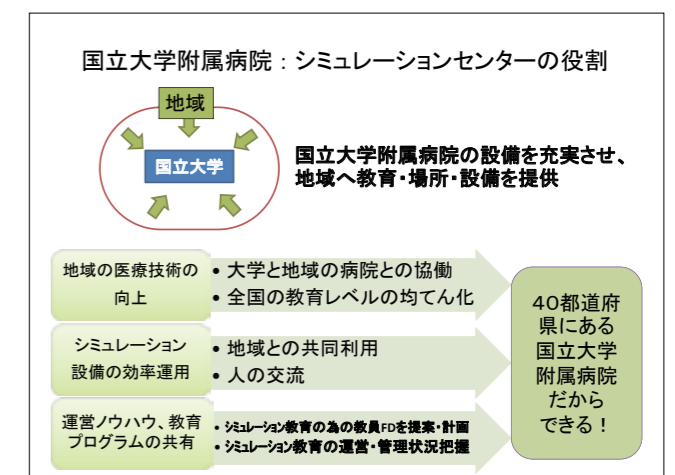 国立大学附属病院：シミュレーションセンターの役割
地域
国立大学
国立大学附属病院の設備を充実させ、
地域へ教育・場所・設備を提供
地域の医療技術の
向上
• 大学と地域の病院との協働
• 全国の教育レベルの均てん化
シミュレーション
設備の効率運用
• 地域との共同利用
• 人の交流
運営ノウハウ、教育
プログラムの共有
• シミュレーション教育の為の教員FDを提案・計画
• シミュレーション教育の運営・管理状況把握
４０都道府
県にある
国立大学
附属病院
だから
できる！